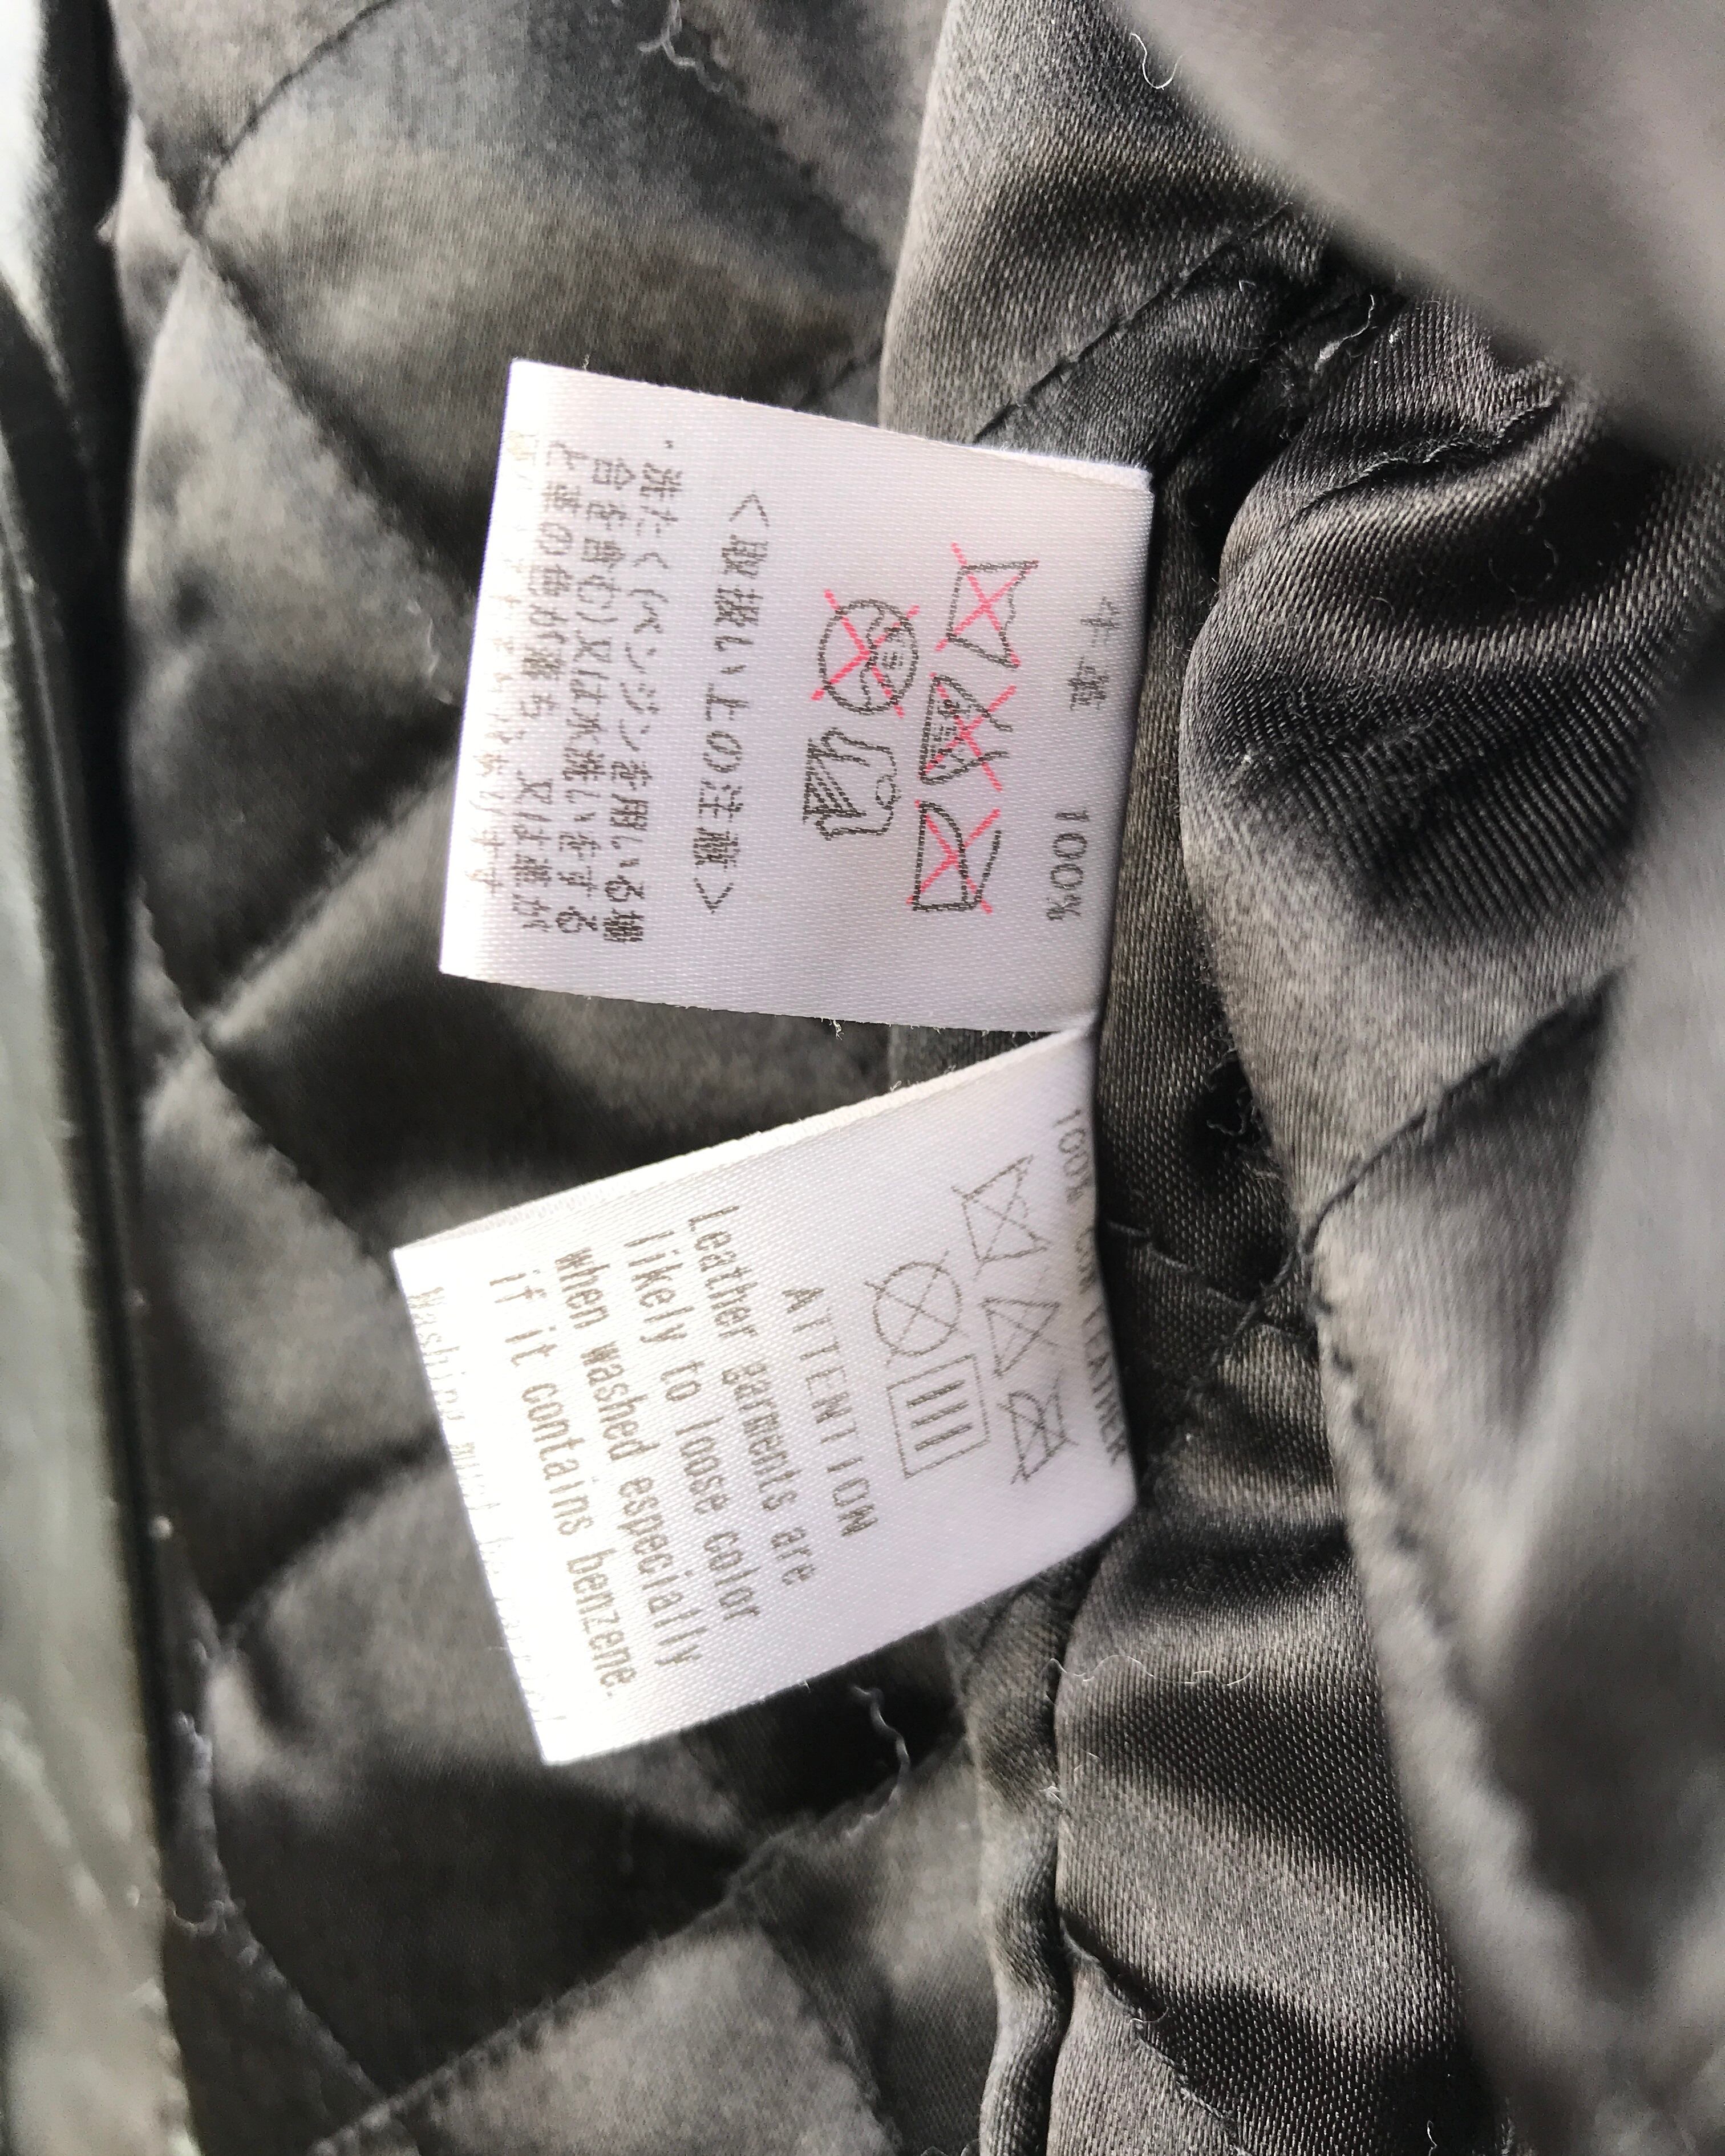 牛革 100%
<取扱い上の注意>
・洗たく(ベンジンを用いる場
合を含む)又は水洗いをする
と革の色が落ち、又は革が
100% COW LEATHER
ATTENTION
Leather garments are
likely to loose color
when washed especially
if it contains benzene.
Washing must be